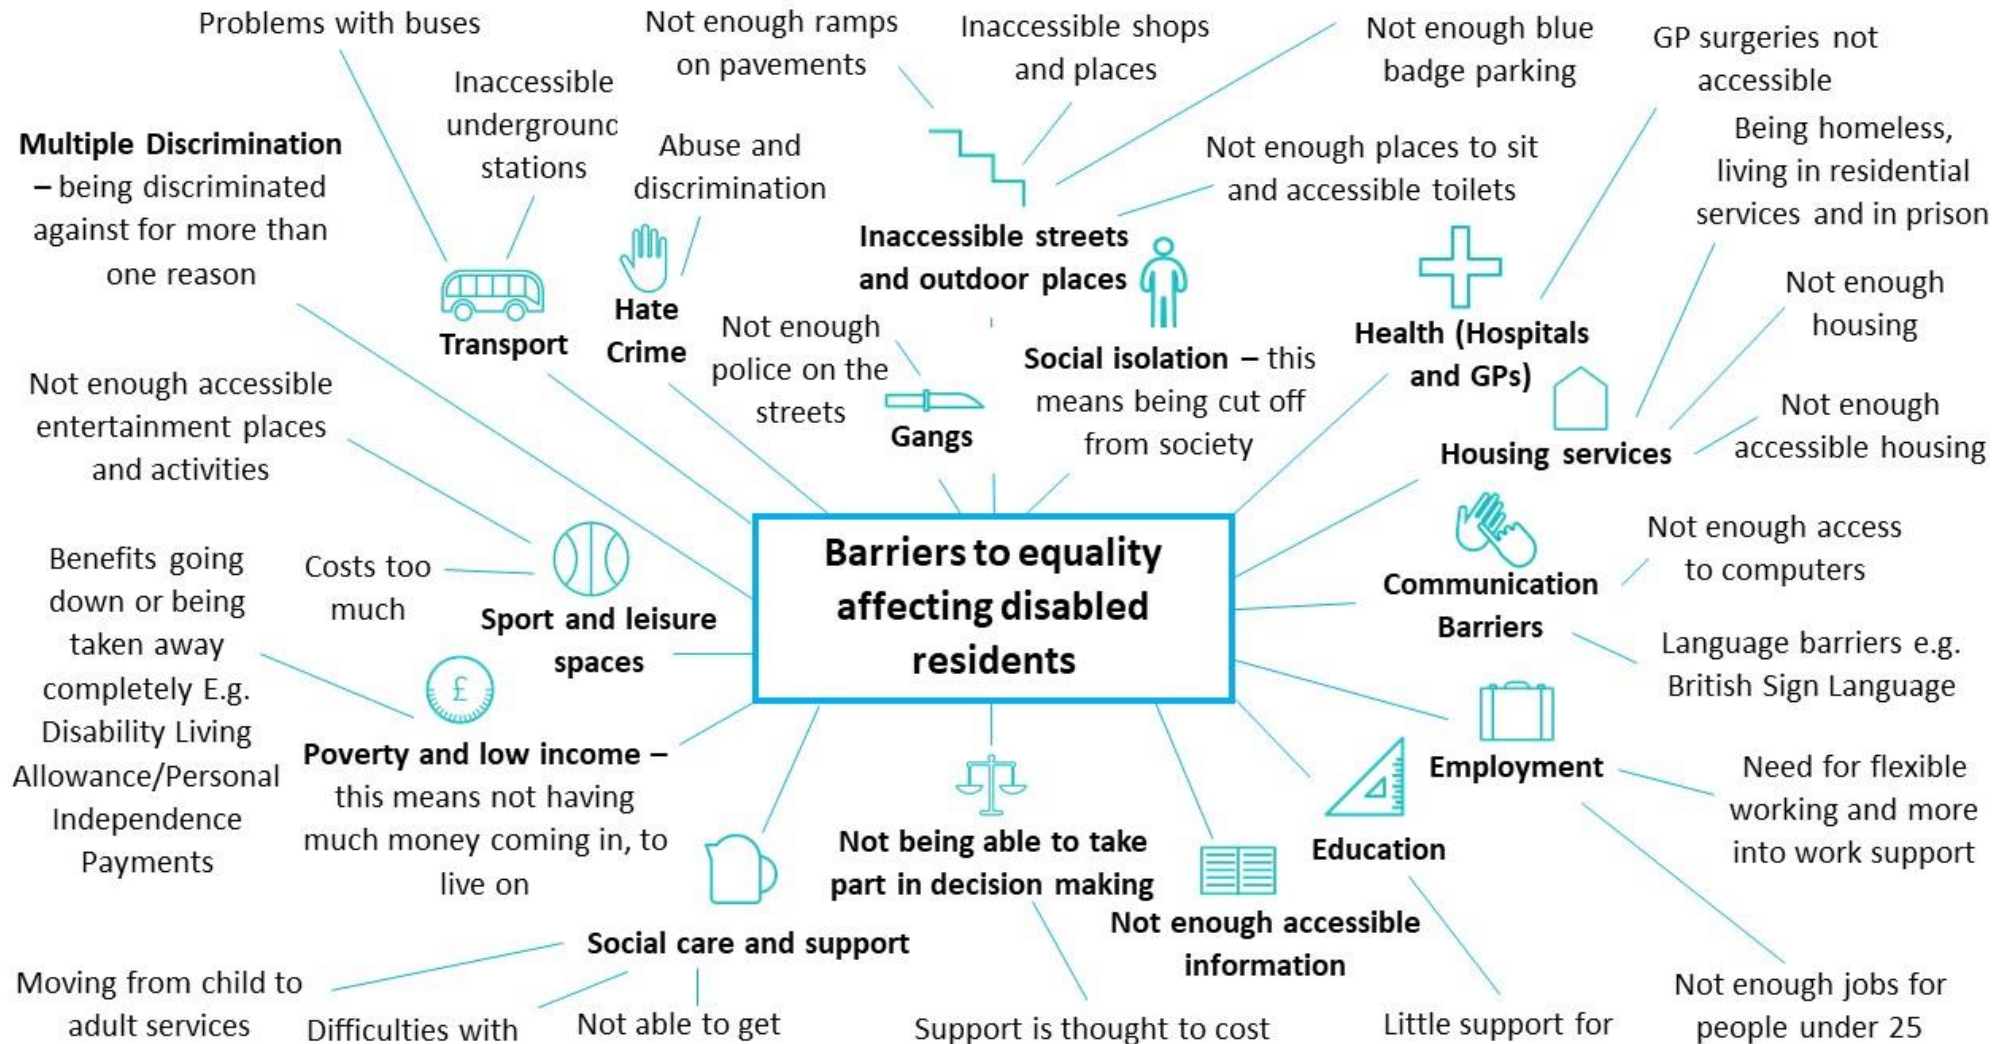 Problems with buses
Inaccessible
underground
stations
Not enough ramps
on pavements
Inaccessible shops
and places
Not enough blue
badge parking
GP surgeries not
accessible
Multiple Discrimination
– being discriminated
against for more than
one reason
Abuse and
discrimination
Not enough places to sit
and accessible toilets
Being homeless,
living in residential
services and in prison
Transport
Hate
Crime
Inaccessible streets
and outdoor places
Not enough
police on the
streets
Gangs
Social isolation – this
means being cut off
from society
Health (Hospitals
and GPs)
Not enough
housing
Housing services
Not enough
accessible housing
Not enough accessible
entertainment places
and activities
Costs too
much
Sport and leisure
spaces
Barriers to equality
affecting disabled
residents
Communication
Barriers
Not enough access
to computers
Language barriers e.g.
British Sign Language
Benefits going
down or being
taken away
completely E.g.
Disability Living
Allowance/Personal
Independence
Payments
£
Poverty and low income –
this means not having
much money coming in, to
live on
Employment
Need for flexible
working and more
into work support
Not being able to take
part in decision making
Education
Not enough accessible
information
Social care and support
Moving from child to
adult services
Difficulties with
Not able to get
Support is thought to cost
Little support for
Not enough jobs for
people under 25